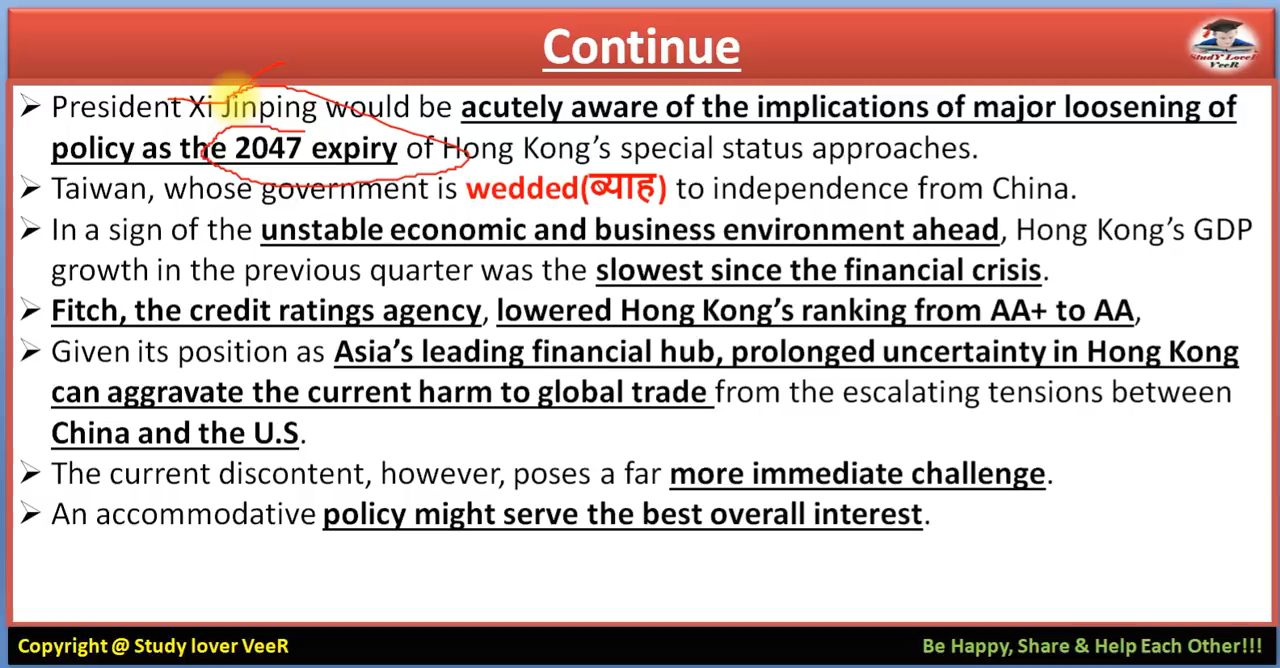 Continue
StudY LoveR
VeeR
➢ President Xi Jinping would be acutely aware of the implications of major loosening of
policy as the 2047 expiry of Hong Kong’s special status approaches.
➢ Taiwan, whose government is wedded(ब्याह) to independence from China.
➢ In a sign of the unstable economic and business environment ahead, Hong Kong’s GDP
growth in the previous quarter was the slowest since the financial crisis.
➢ Fitch, the credit ratings agency, lowered Hong Kong’s ranking from AA+ to AA,
➢ Given its position as Asia’s leading financial hub, prolonged uncertainty in Hong Kong
can aggravate the current harm to global trade from the escalating tensions between
China and the U.S.
➢ The current discontent, however, poses a far more immediate challenge.
➢ An accommodative policy might serve the best overall interest.
Copyright @ Study lover VeeR
Be Happy, Share & Help Each Other!!!